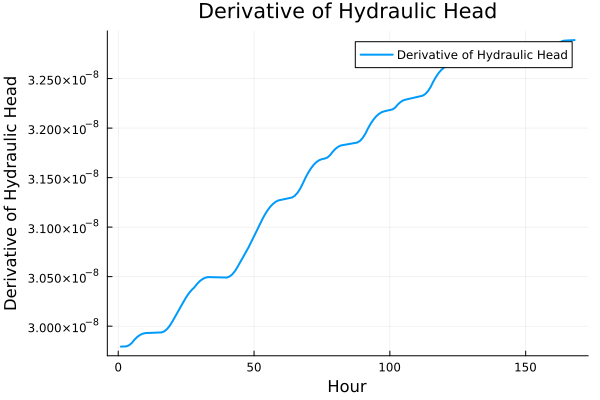 Derivative of Hydraulic Head
Derivative of Hydraulic Head
3.250×10⁻⁸
3.200×10⁻⁸
3.150×10⁻⁸
3.100×10⁻⁸
3.050×10⁻⁸
3.000×10⁻⁸
Derivative of Hydraulic Head
0 50 100 150
Hour